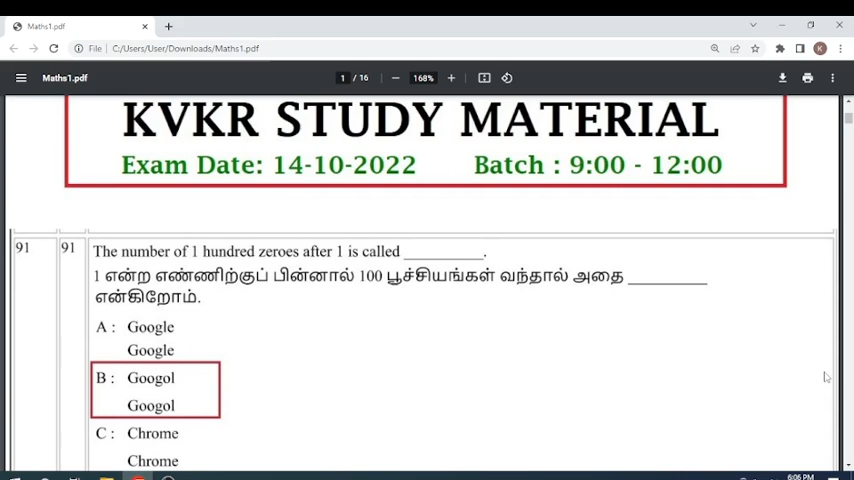 Maths1.pdf
File
C:/Users/User/Downloads/Maths1.pdf
K
Maths1.pdf
1 / 16
168%
KVKR STUDY MATERIAL
Exam Date: 14-10-2022 Batch : 9:00 - 12:00
91 91 The number of 1 hundred zeroes after 1 is called __________.
1 என்ற எண்ணிற்குப் பின்னால் 100 பூச்சியங்கள் வந்தால் அதை __________
என்கிறோம்.
A : Google
Google
B : Googol
Googol
C : Chrome
Chrome
6:06 PM